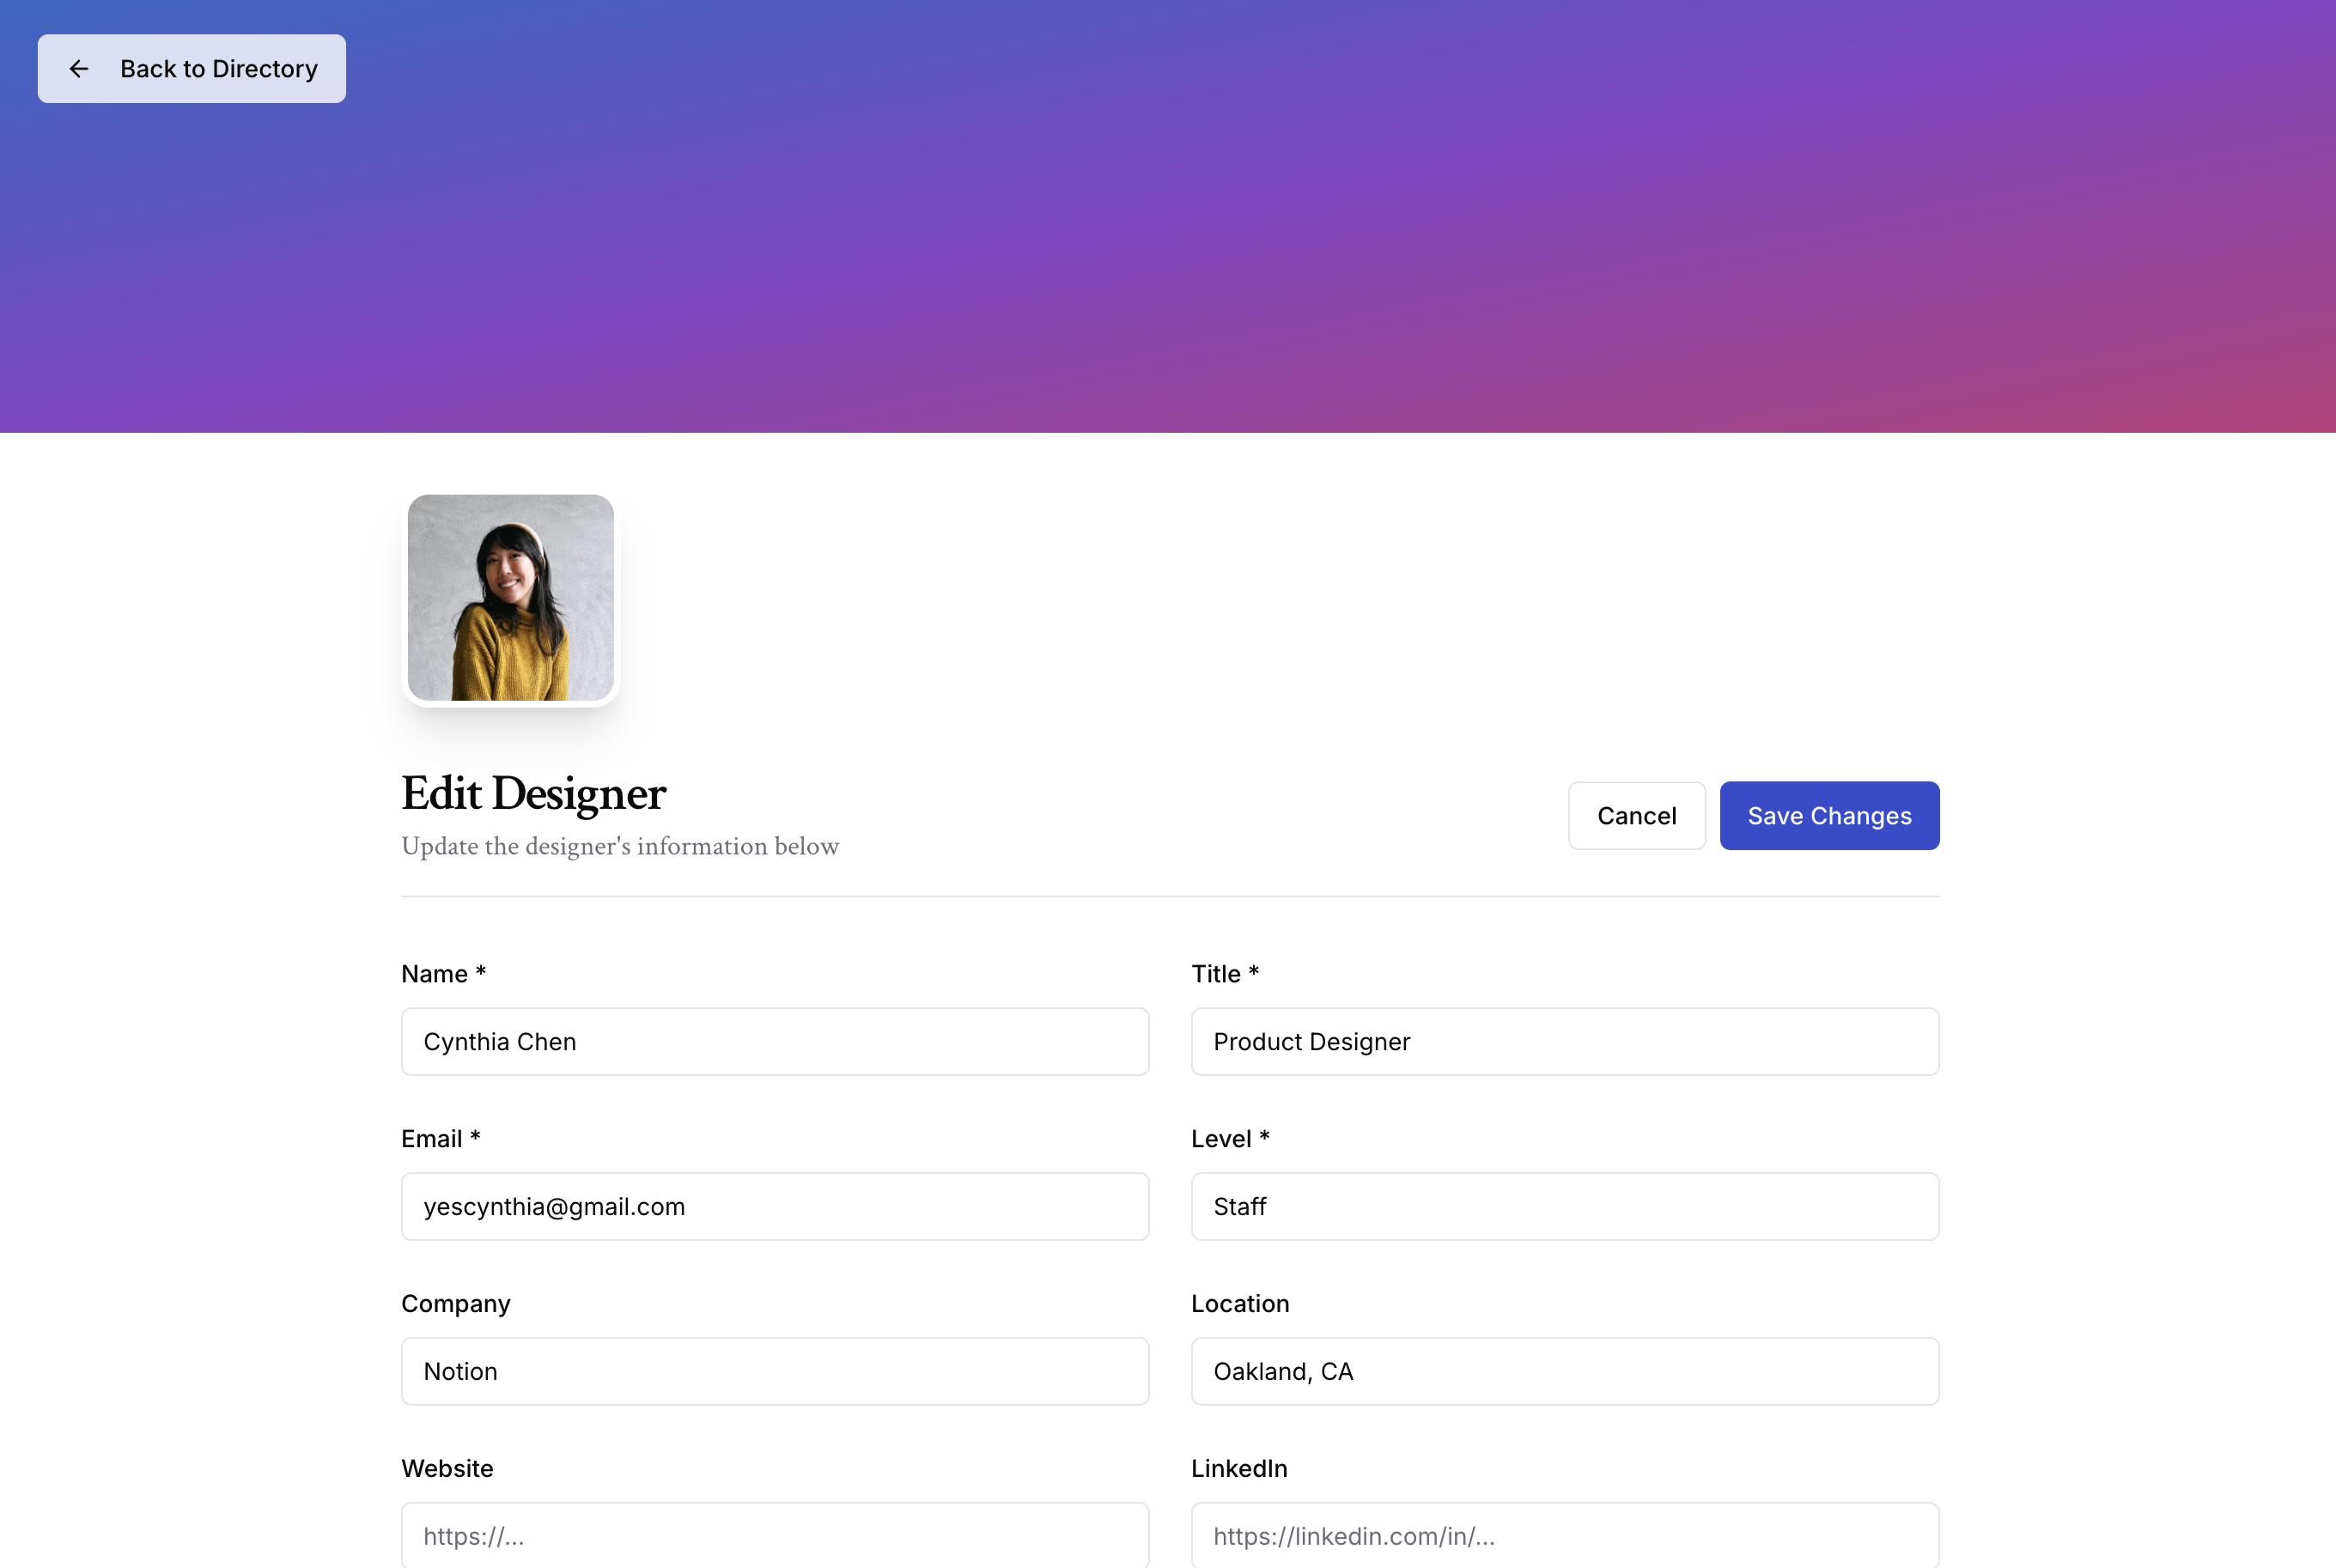 Back to Directory
Edit Designer
Update the designer's information below
Cancel
Save Changes
Name *
Title *
Cynthia Chen
Product Designer
Email *
Level *
yescynthia@gmail.com
Staff
Company
Location
Notion
Oakland, CA
Website
LinkedIn
https://...
https://linkedin.com/in/...